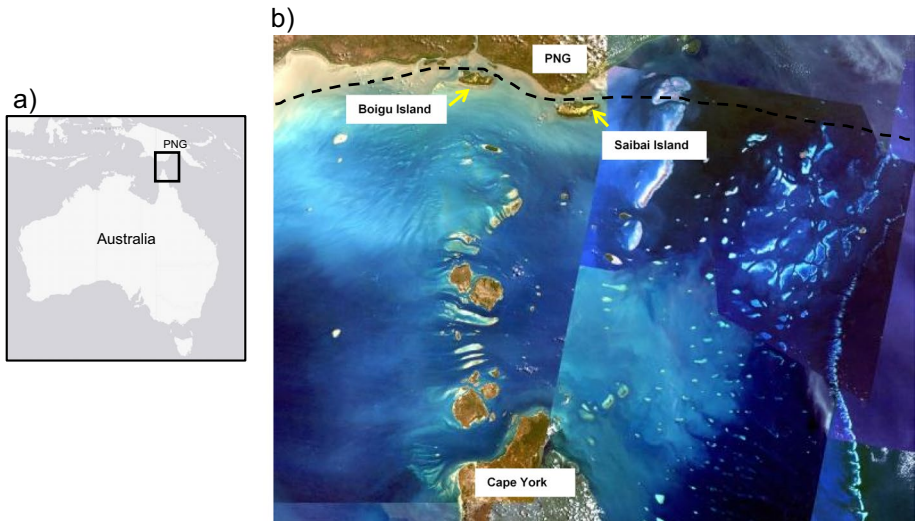 a)
PNG
Australia
b)
PNG
Boigu Island
Saibai Island
Cape York